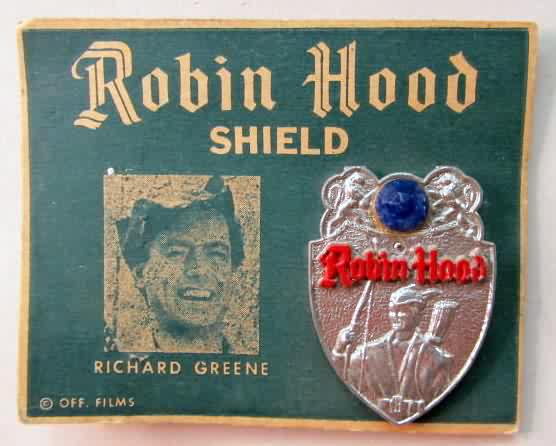 Robin Hood
SHIELD
Robin Hood
RICHARD GREENE
© OFF. FILMS